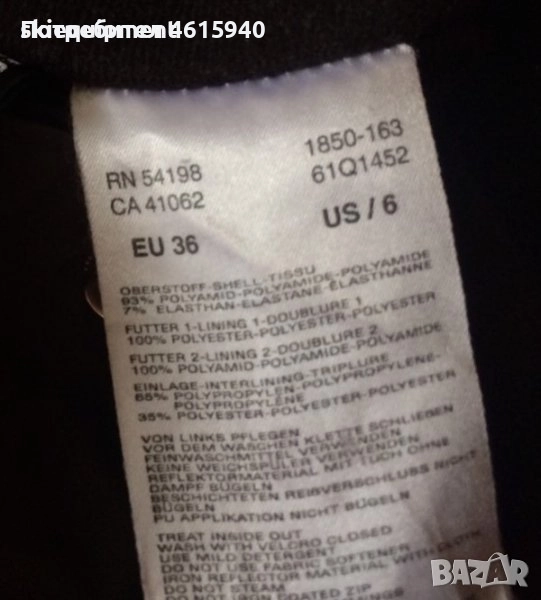 RN 54198
CA 41062
1850-163
61Q1452
EU 36
US / 6
OBERSTOFF-SHELL-TISSU
93% POLYAMID-POLYAMIDE-POLYAMIDE
7% ELASTHAN-ELASTANE-ÉLASTHANNE
FUTTER 1-LINING 1-DOUBLURE 1
100% POLYESTER-POLYESTER-POLYESTER
FUTTER 2-LINING 2-DOUBLURE 2
100% POLYAMID-POLYAMIDE-POLYAMIDE
EINLAGE-INTERLINING-TRIPLURE
65% POLYPROPYLEN-POLYPROPYLENE-
POLYPROPYLÈNE
35% POLYESTER-POLYESTER-POLYESTER
VON LINKS PFLEGEN
VOR DEM WASCHEN KLETTE SCHLIEßEN
FEINWASCHMITTEL VERWENDEN
KEINE WEICHSPÜLER VERWENDEN
REFLEKTORMATERIAL MIT TUCH OHNE
DAMPF BÜGELN
BESCHICHTETEN REIßVERSCHLUSS NICHT
BÜGELN
PU APPLIKATION NICHT BÜGELN
TREAT INSIDE OUT
WASH WITH VELCRO CLOSED
USE MILD DETERGENT
DO NOT USE FABRIC SOFTENER
IRON REFLECTOR MATERIAL WITH CLOTH
DO NOT STEAM
DO NOT IRON COATED ZIP
BAZAR